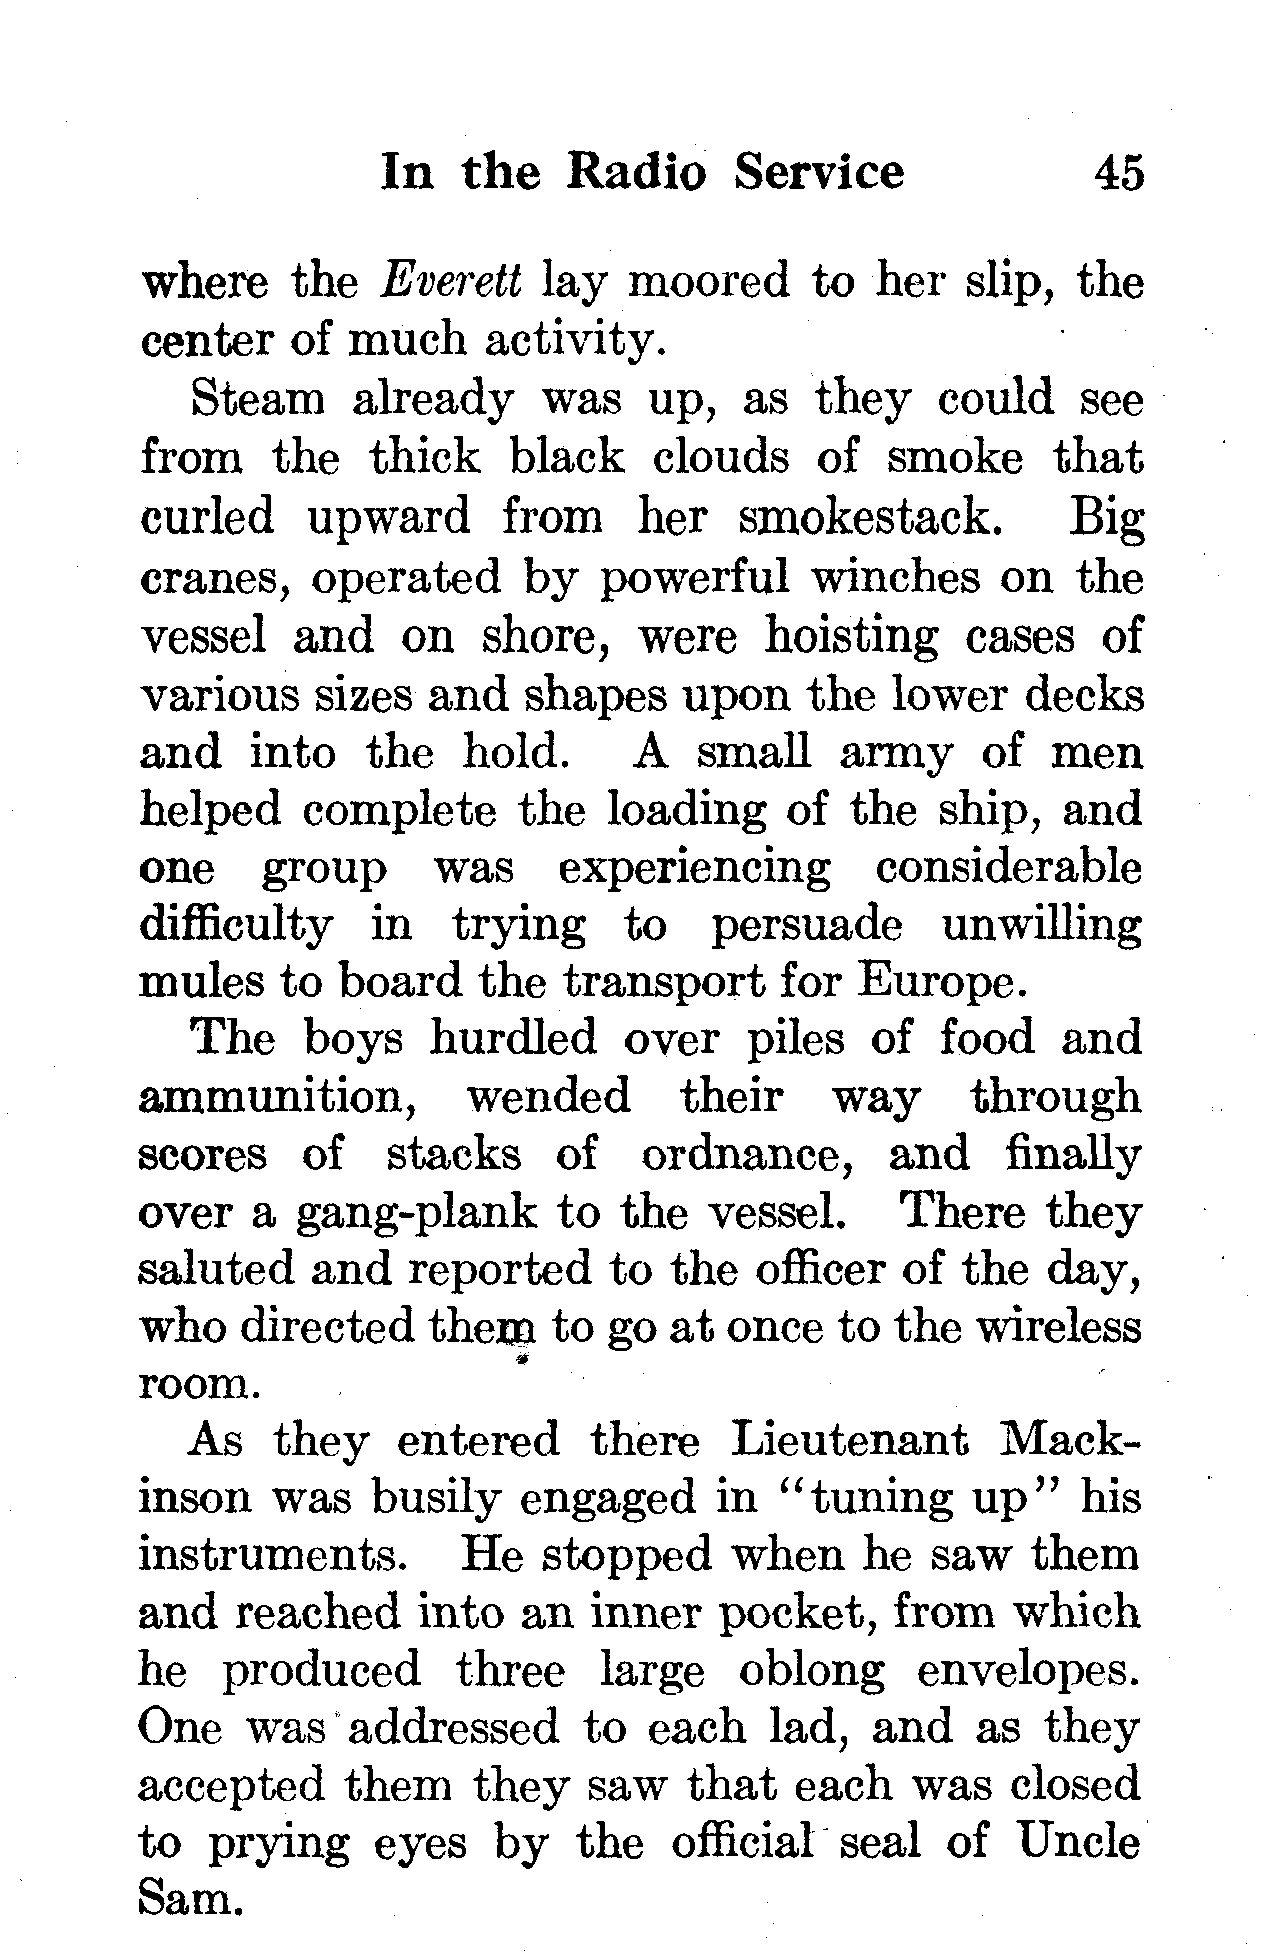 In the Radio Service 45
where the Everett lay moored to her slip, the
center of much activity.
Steam already was up, as they could see
from the thick black clouds of smoke that
curled upward from her smokestack. Big
cranes, operated by powerful winches on the
vessel and on shore, were hoisting cases of
various sizes and shapes upon the lower decks
and into the hold. A small army of men
helped complete the loading of the ship, and
one group was experiencing considerable
difficulty in trying to persuade unwilling
mules to board the transport for Europe.
The boys hurdled over piles of food and
ammunition, wended their way through
scores of stacks of ordnance, and finally
over a gang-plank to the vessel. There they
saluted and reported to the officer of the day,
who directed them to go at once to the wireless
room.
As they entered there Lieutenant Mack-
inson was busily engaged in “tuning up” his
instruments. He stopped when he saw them
and reached into an inner pocket, from which
he produced three large oblong envelopes.
One was addressed to each lad, and as they
accepted them they saw that each was closed
to prying eyes by the official seal of Uncle
Sam.